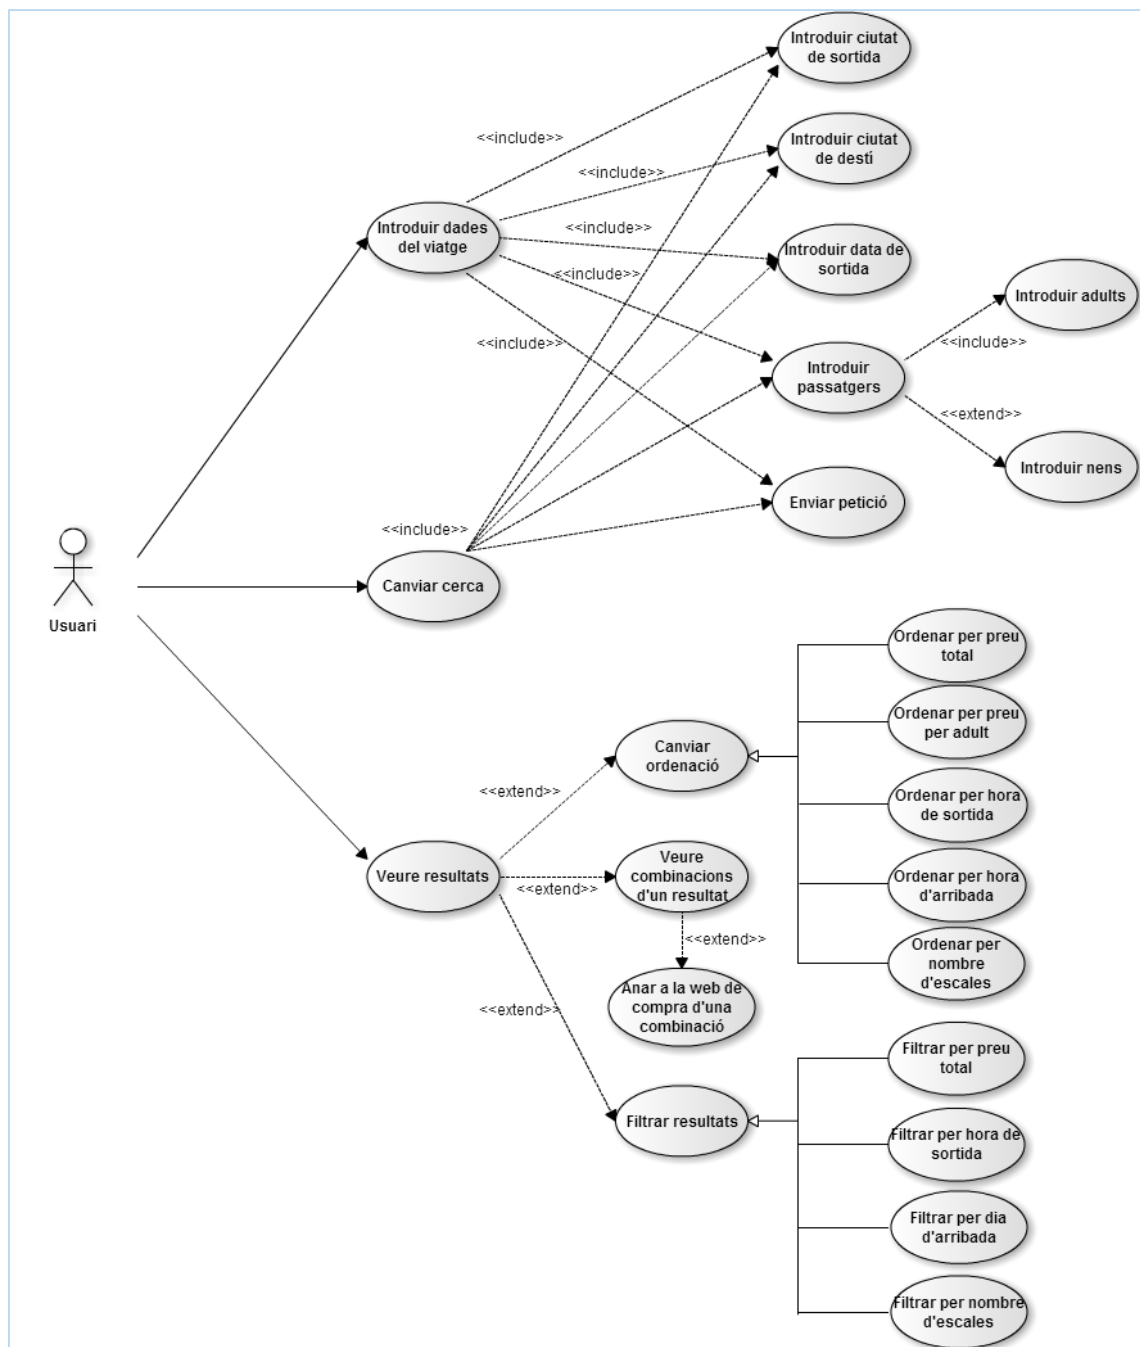 Introduir ciutat
de sortida
<<include>>
Introduir ciutat
de destí
<<include>>
Introduir dades
del viatge
<<include>>
Introduir data de
sortida
<<include>>
Introduir adults
<<include>>
<<include>>
Introduir
passatgers
<<extend>>
Introduir nens
Enviar petició
<<include>>
Canviar cerca
Usuari
Ordenar per preu
total
Ordenar per preu
per adult
Canviar
ordenació
<<extend>>
Ordenar per hora
de sortida
Veure resultats
Veure
combinacions
d'un resultat
<<extend>>
Ordenar per hora
d'arribada
<<extend>>
Ordenar per
nombre
d'escales
Anar a la web de
compra d'una
combinació
<<extend>>
Filtrar per preu
total
Filtrar resultats
Filtrar per hora de
sortida
Filtrar per dia
d'arribada
Filtrar per nombre
d'escales